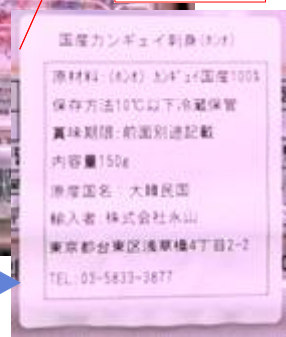 国産カンギェイ刺身(ホンオ)
原材料:(ホンオ) カンギェイ国産100%
保存方法10℃以下冷蔵保管
賞味期限:前面別途記載
内容量150g
原産国名:大韓民国
輸入者 株式会社永山
東京都台東区浅草橋4丁目2-2
TEL:03-5833-3877